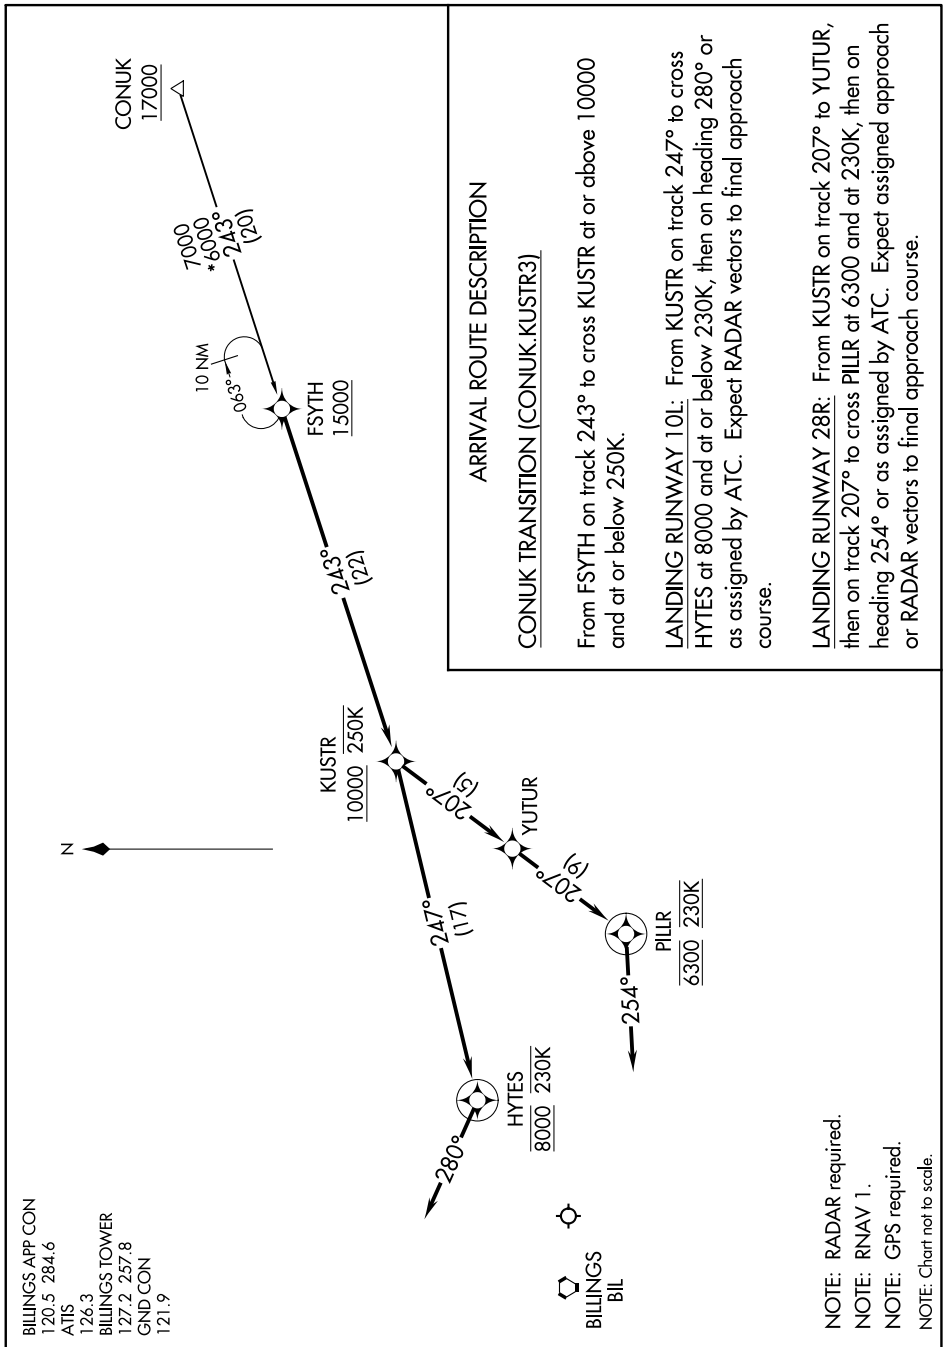 BILLINGS APP CON
120.5 284.6
ATIS
126.3
BILLINGS TOWER
127.2 257.8
GND CON
121.9
N
CONUK
17000
7000
*6000
243°
(20)
10 NM
063°
FSYTH
15000
243°
(22)
KUSTR
10000 250K
207°
(5)
YUTUR
207°
(9)
PILLR
6300 230K
254°
247°
(17)
HYTES
8000 230K
280°
BILLINGS
BIL
ARRIVAL ROUTE DESCRIPTION
CONUK TRANSITION (CONUK.KUSTR3)
From FSYTH on track 243° to cross KUSTR at or above 10000
and at or below 250K.
LANDING RUNWAY 10L: From KUSTR on track 247° to cross
HYTES at 8000 and at or below 230K, then on heading 280° or
as assigned by ATC. Expect RADAR vectors to final approach
course.
LANDING RUNWAY 28R: From KUSTR on track 207° to YUTUR,
then on track 207° to cross PILLR at 6300 and at 230K, then on
heading 254° or as assigned by ATC. Expect assigned approach
or RADAR vectors to final approach course.
NOTE: RADAR required.
NOTE: RNAV 1.
NOTE: GPS required.
NOTE: Chart not to scale.